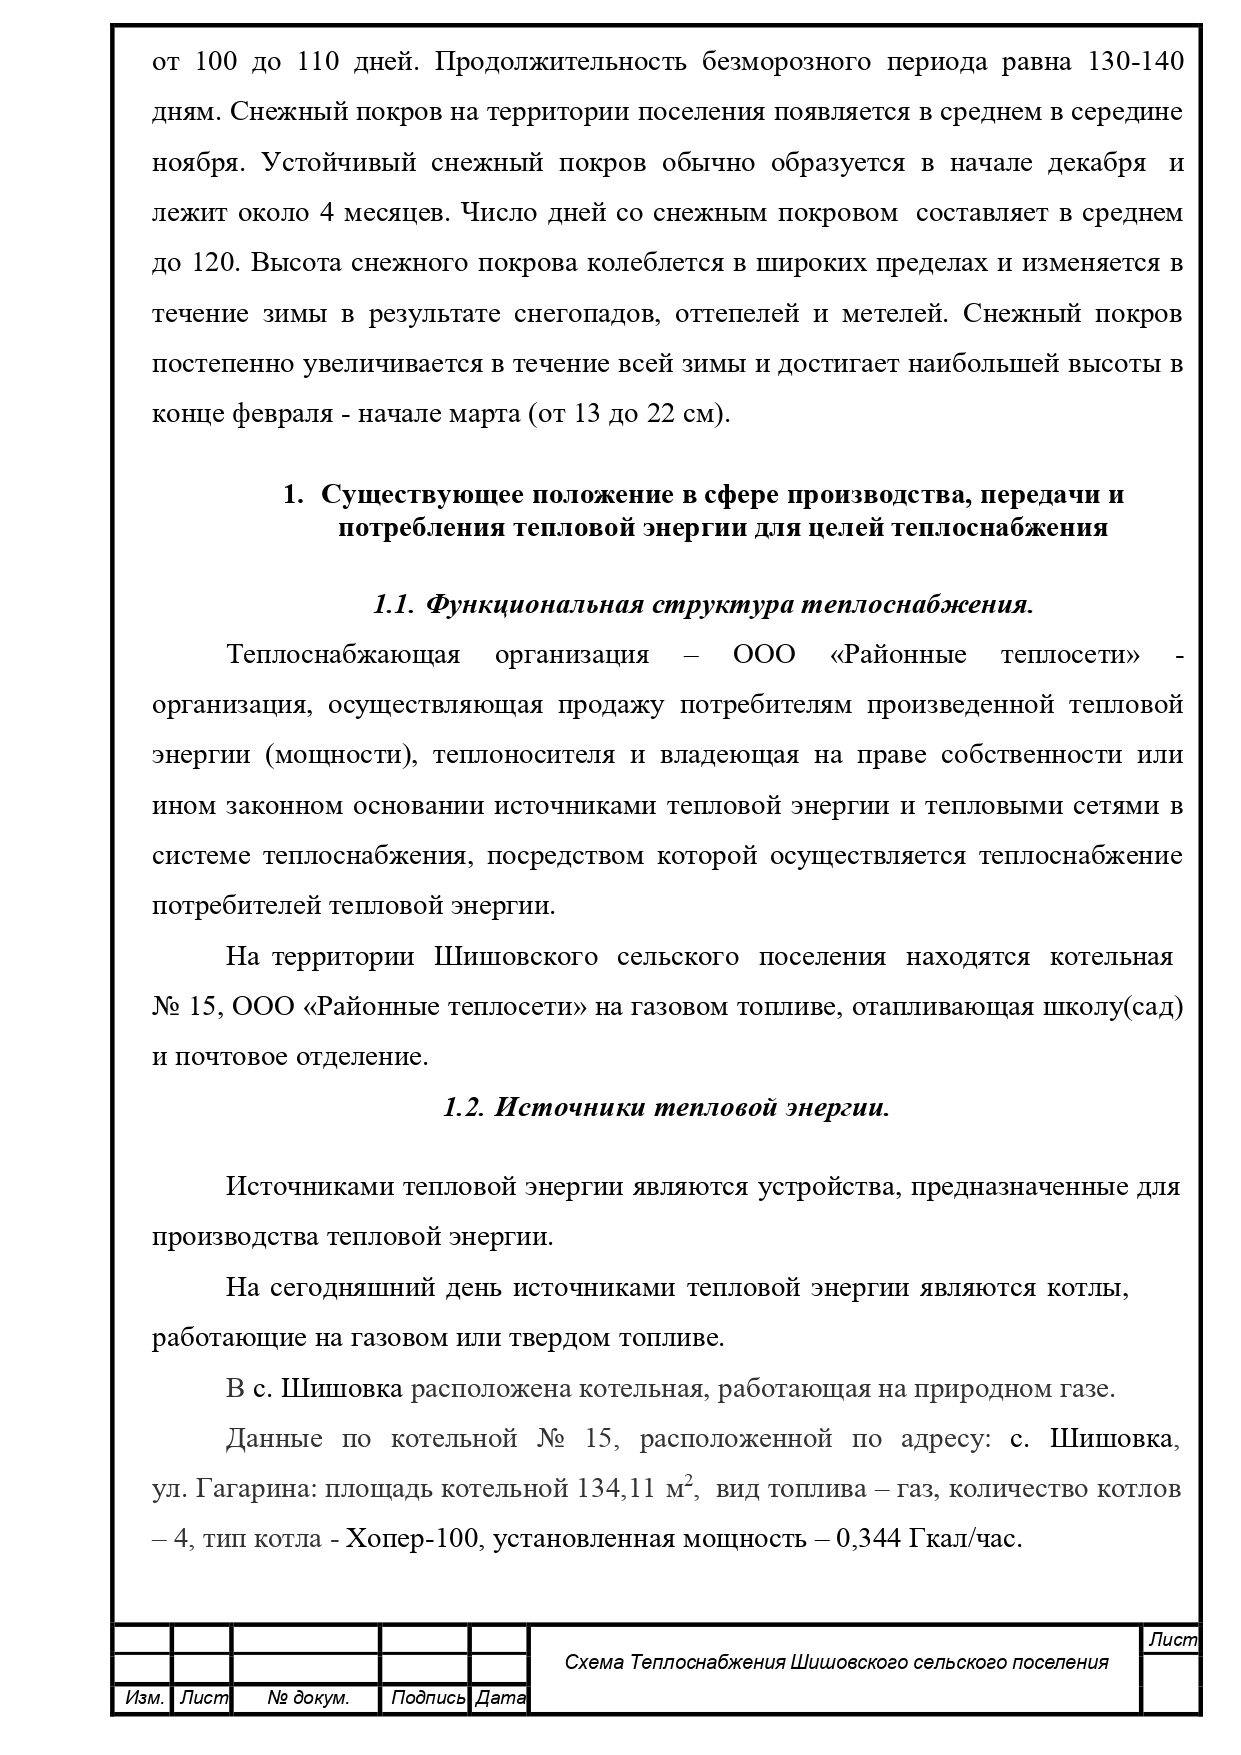 от 100 до 110 дней. Продолжительность безморозного периода равна 130-140
дням. Снежный покров на территории поселения появляется в среднем в середине
ноября. Устойчивый снежный покров обычно образуется в начале декабря и
лежит около 4 месяцев. Число дней со снежным покровом составляет в среднем
до 120. Высота снежного покрова колеблется в широких пределах и изменяется в
течение зимы в результате снегопадов, оттепелей и метелей. Снежный покров
постепенно увеличивается в течение всей зимы и достигает наибольшей высоты в
конце февраля - начале марта (от 13 до 22 см).
1. Существующее положение в сфере производства, передачи и
потребления тепловой энергии для целей теплоснабжения
1.1. Функциональная структура теплоснабжения.
Теплоснабжающая организация – ООО «Районные теплосети» -
организация, осуществляющая продажу потребителям произведенной тепловой
энергии (мощности), теплоносителя и владеющая на праве собственности или
ином законном основании источниками тепловой энергии и тепловыми сетями в
системе теплоснабжения, посредством которой осуществляется теплоснабжение
потребителей тепловой энергии.
На территории Шишовского сельского поселения находятся котельная
№ 15, ООО «Районные теплосети» на газовом топливе, отапливающая школу(сад)
и почтовое отделение.
1.2. Источники тепловой энергии.
Источниками тепловой энергии являются устройства, предназначенные для
производства тепловой энергии.
На сегодняшний день источниками тепловой энергии являются котлы,
работающие на газовом или твердом топливе.
В с. Шишовка расположена котельная, работающая на природном газе.
Данные по котельной № 15, расположенной по адресу: с. Шишовка,
ул. Гагарина: площадь котельной 134,11 м², вид топлива – газ, количество котлов
– 4, тип котла - Хопер-100, установленная мощность – 0,344 Гкал/час.
Лист
Схема Теплоснабжения Шишовского сельского поселения
Изм. Лист № докум. Подпись Дата